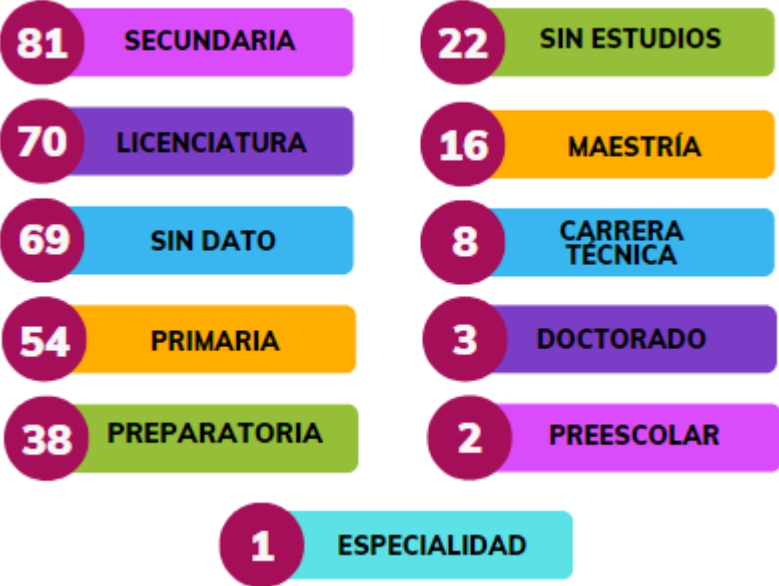 81 SECUNDARIA
70 LICENCIATURA
69 SIN DATO
54 PRIMARIA
38 PREPARATORIA
22 SIN ESTUDIOS
16 MAESTRÍA
8 CARRERA
TÉCNICA
3 DOCTORADO
2 PREESCOLAR
1 ESPECIALIDAD